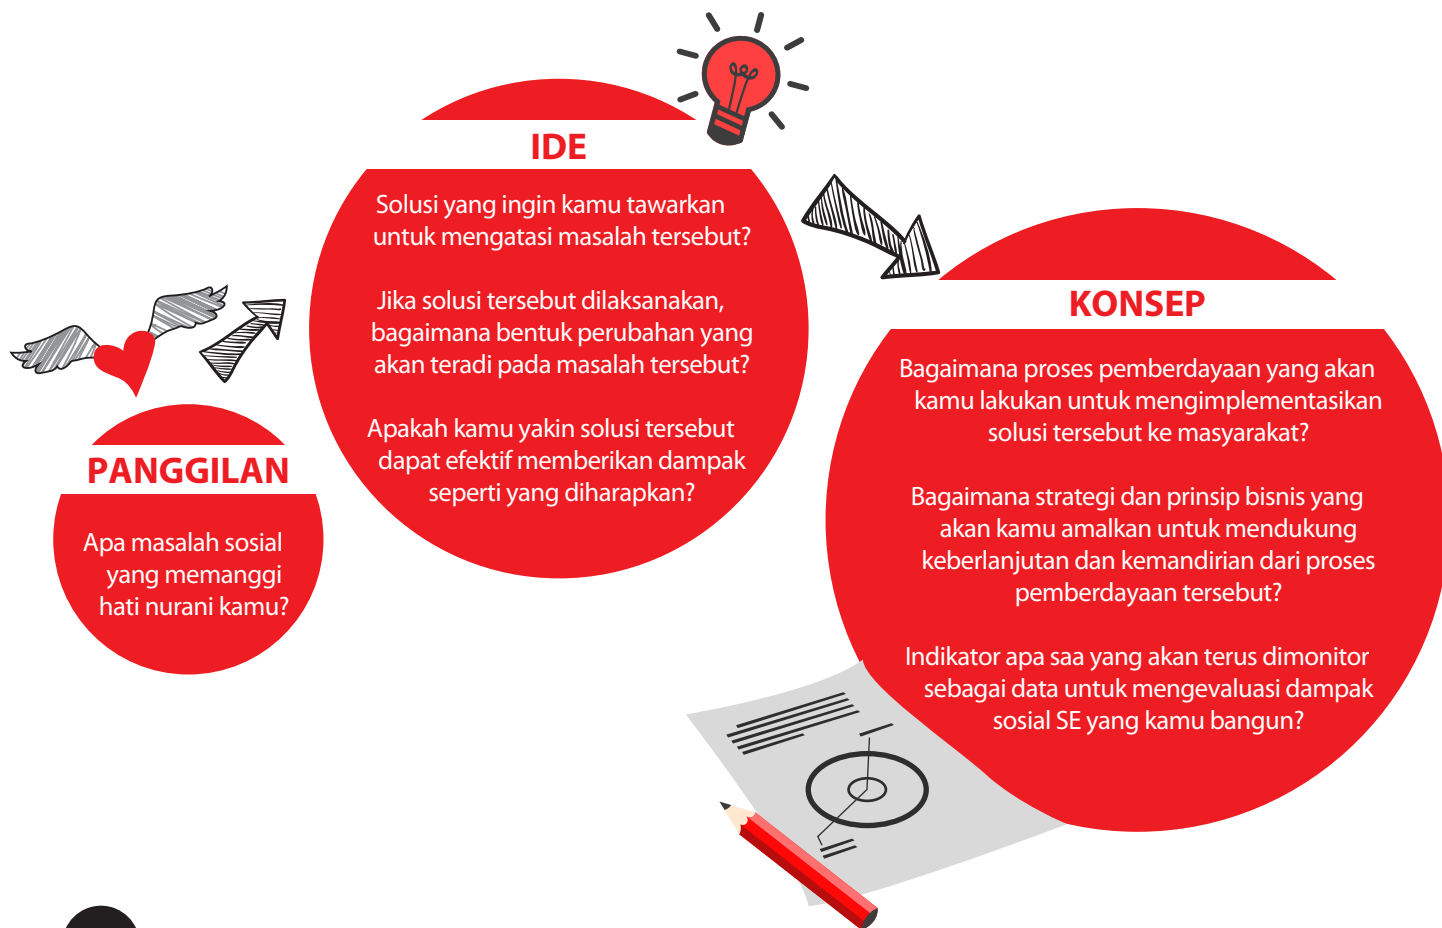 PANGGILAN
Apa masalah sosial
yang memanggi
hati nurani kamu?
IDE
Solusi yang ingin kamu tawarkan
untuk mengatasi masalah tersebut?
Jika solusi tersebut dilaksanakan,
bagaimana bentuk perubahan yang
akan teradi pada masalah tersebut?
Apakah kamu yakin solusi tersebut
dapat efektif memberikan dampak
seperti yang diharapkan?
KONSEP
Bagaimana proses pemberdayaan yang akan
kamu lakukan untuk mengimplementasikan
solusi tersebut ke masyarakat?
Bagaimana strategi dan prinsip bisnis yang
akan kamu amalkan untuk mendukung
keberlanjutan dan kemandirian dari proses
pemberdayaan tersebut?
Indikator apa saa yang akan terus dimonitor
sebagai data untuk mengevaluasi dampak
sosial SE yang kamu bangun?